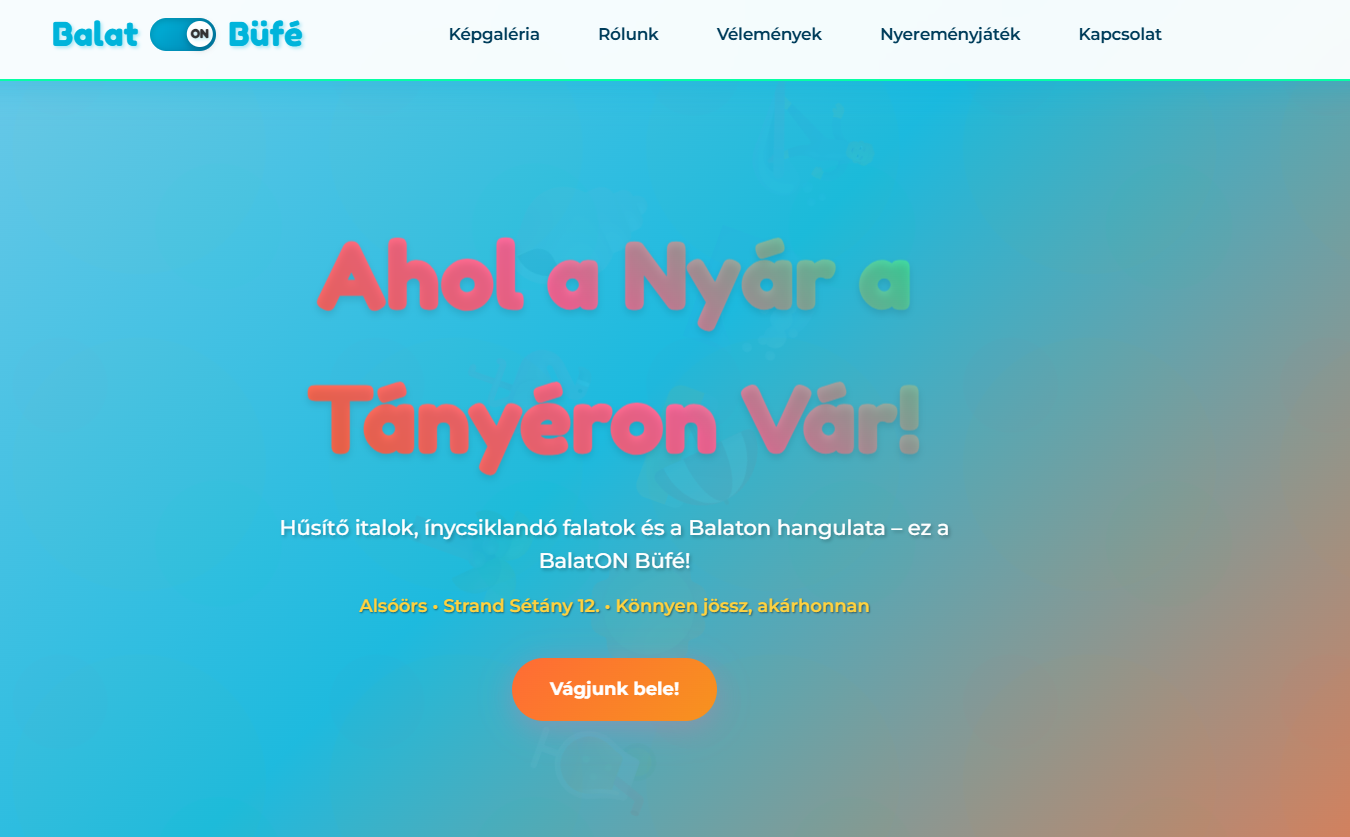 Balat ON Büfé
Képgaléria Rólunk Vélemények Nyereményjáték Kapcsolat
Ahol a Nyár a
Tányéron Vár!
Hűsítő italok, ínycsiklandó falatok és a Balaton hangulata – ez a
BalatON Büfé!
Alsóörs • Strand Sétány 12. • Könnyen jössz, akárhonnan
Vágjunk bele!